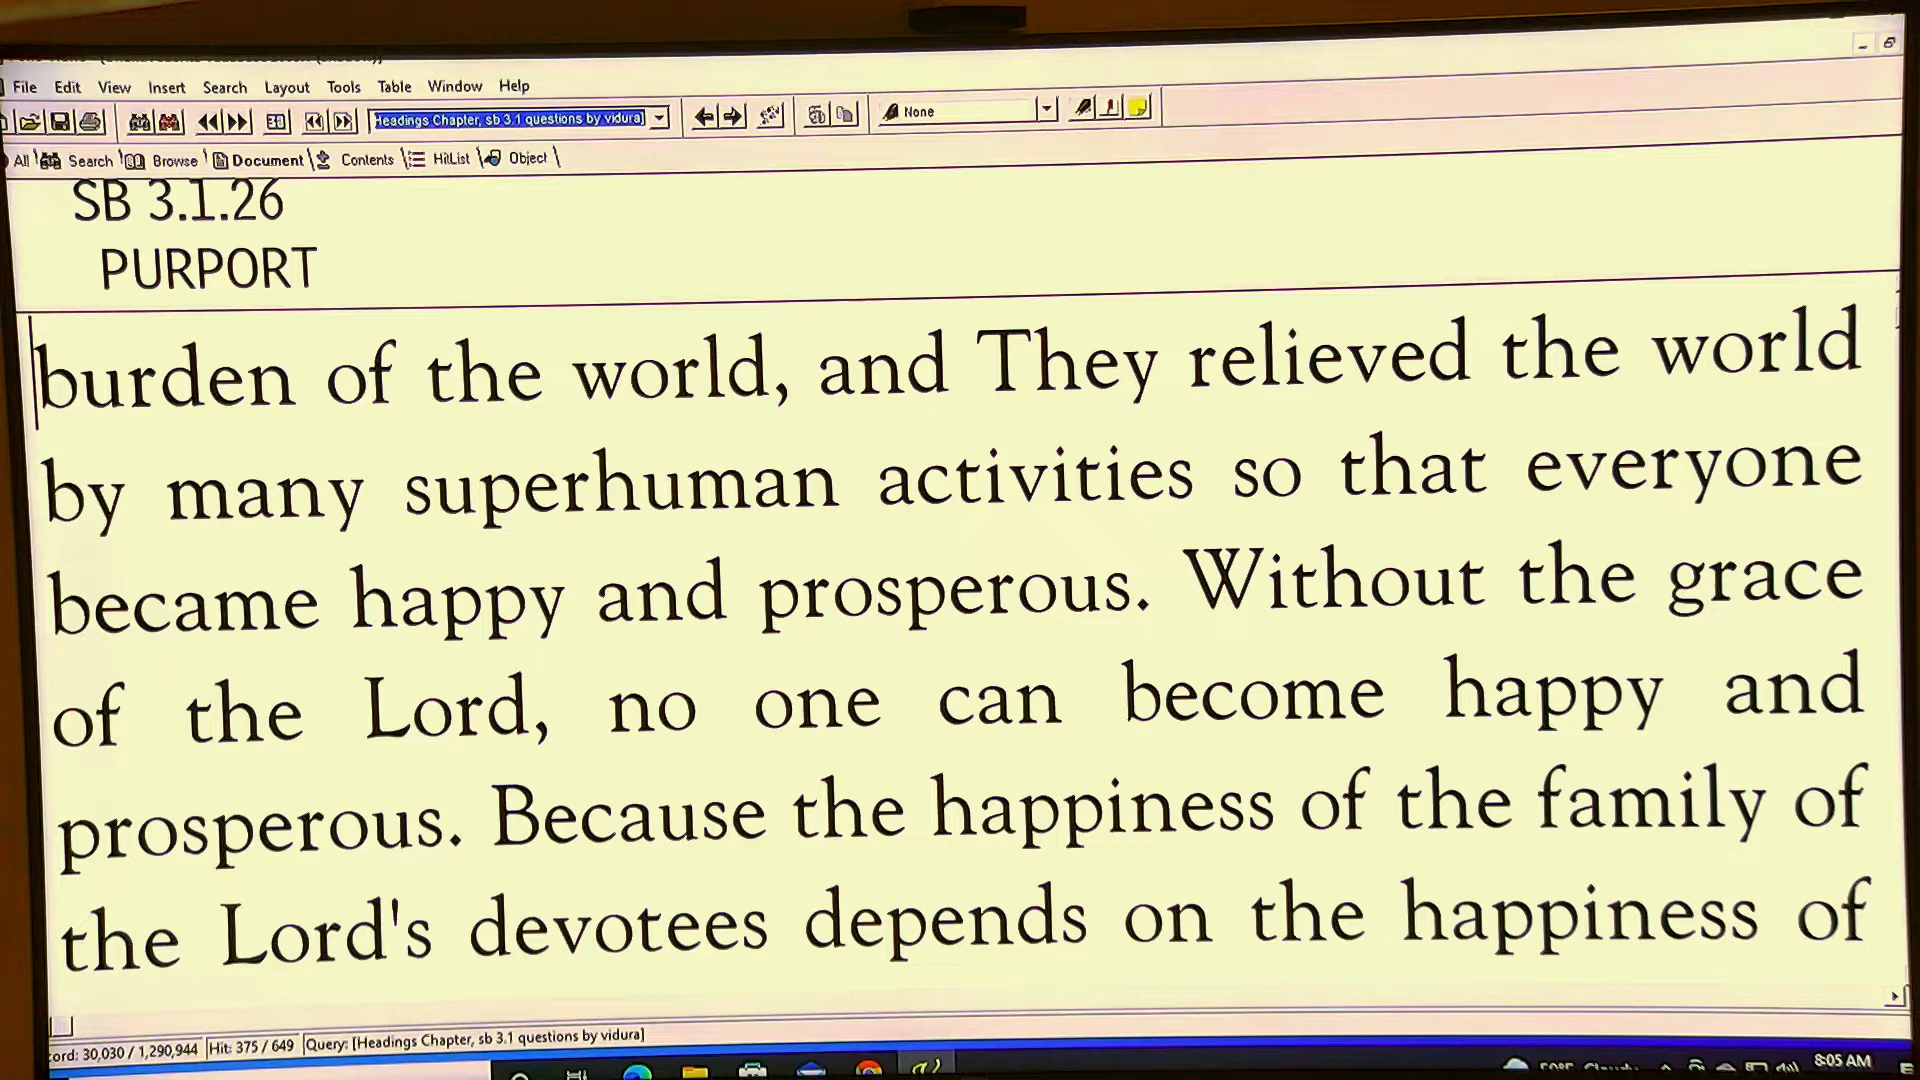 File Edit View Insert Search Layout Tools Table Window Help
Headings Chapter, sb 3.1 questions by vidura]
None
All Search Browse Document Contents HitList Object
SB 3.1.26
PURPORT
burden of the world, and They relieved the world
by many superhuman activities so that everyone
became happy and prosperous. Without the grace
of the Lord, no one can become happy and
prosperous. Because the happiness of the family of
the Lord's devotees depends on the happiness of
ord: 30,030 / 1,290,944 Hit: 375 / 649 Query: [Headings Chapter, sb 3.1 questions by vidura]
8:05 AM